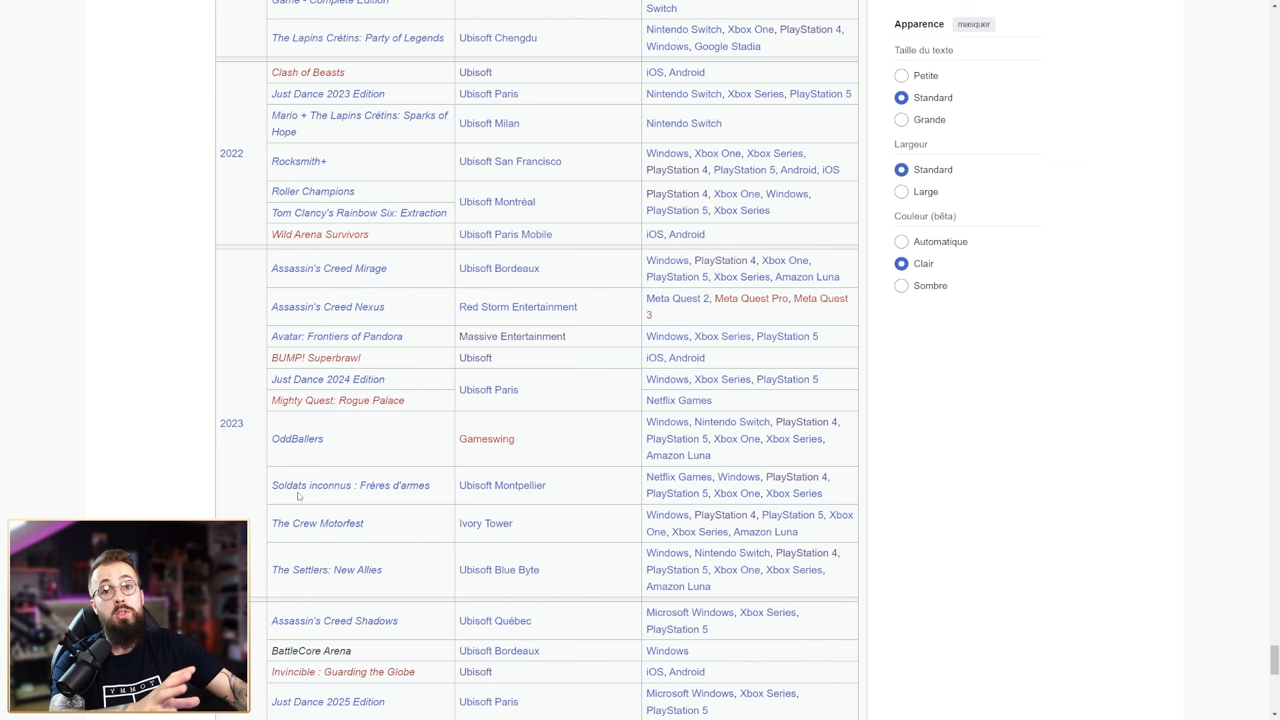 Game - Complete Edition
Switch
The Lapins Crétins: Party of Legends
Ubisoft Chengdu
Nintendo Switch, Xbox One, PlayStation 4,
Windows, Google Stadia
2022
Clash of Beasts
Ubisoft
iOS, Android
Just Dance 2023 Edition
Ubisoft Paris
Nintendo Switch, Xbox Series, PlayStation 5
Mario + The Lapins Crétins: Sparks of
Hope
Ubisoft Milan
Nintendo Switch
Rocksmith+
Ubisoft San Francisco
Windows, Xbox One, Xbox Series,
PlayStation 4, PlayStation 5, Android, iOS
Roller Champions
Tom Clancy's Rainbow Six: Extraction
Ubisoft Montréal
PlayStation 4, Xbox One, Windows,
PlayStation 5, Xbox Series
Wild Arena Survivors
Ubisoft Paris Mobile
iOS, Android
2023
Assassin's Creed Mirage
Ubisoft Bordeaux
Windows, PlayStation 4, Xbox One,
PlayStation 5, Xbox Series, Amazon Luna
Assassin's Creed Nexus
Red Storm Entertainment
Meta Quest 2, Meta Quest Pro, Meta Quest
3
Avatar: Frontiers of Pandora
Massive Entertainment
Windows, Xbox Series, PlayStation 5
BUMP! Superbrawl
Ubisoft
iOS, Android
Just Dance 2024 Edition
Ubisoft Paris
Windows, Xbox Series, PlayStation 5
Mighty Quest: Rogue Palace
Netflix Games
OddBallers
Gameswing
Windows, Nintendo Switch, PlayStation 4,
PlayStation 5, Xbox One, Xbox Series,
Amazon Luna
Soldats inconnus : Frères d'armes
Ubisoft Montpellier
Netflix Games, Windows, PlayStation 4,
PlayStation 5, Xbox One, Xbox Series
The Crew Motorfest
Ivory Tower
Windows, PlayStation 4, PlayStation 5, Xbox
One, Xbox Series, Amazon Luna
The Settlers: New Allies
Ubisoft Blue Byte
Windows, Nintendo Switch, PlayStation 4,
PlayStation 5, Xbox One, Xbox Series,
Amazon Luna
Assassin's Creed Shadows
Ubisoft Québec
Microsoft Windows, Xbox Series,
PlayStation 5
BattleCore Arena
Ubisoft Bordeaux
Windows
Invincible : Guarding the Globe
Ubisoft
iOS, Android
Just Dance 2025 Edition
Ubisoft Paris
Microsoft Windows, Xbox Series,
PlayStation 5
Apparence masquer
Taille du texte
Petite
Standard
Grande
Largeur
Standard
Large
Couleur (bêta)
Automatique
Clair
Sombre
YMMOT